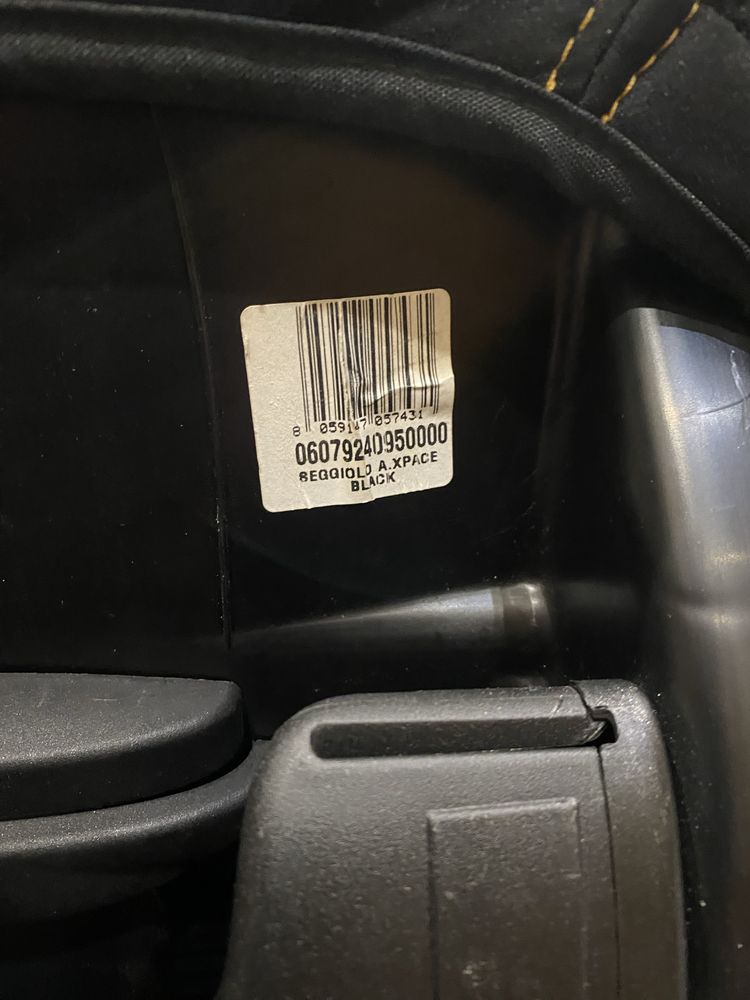 8 059147 057431
06079240950000
SEGGIOLO A.XPACE
BLACK